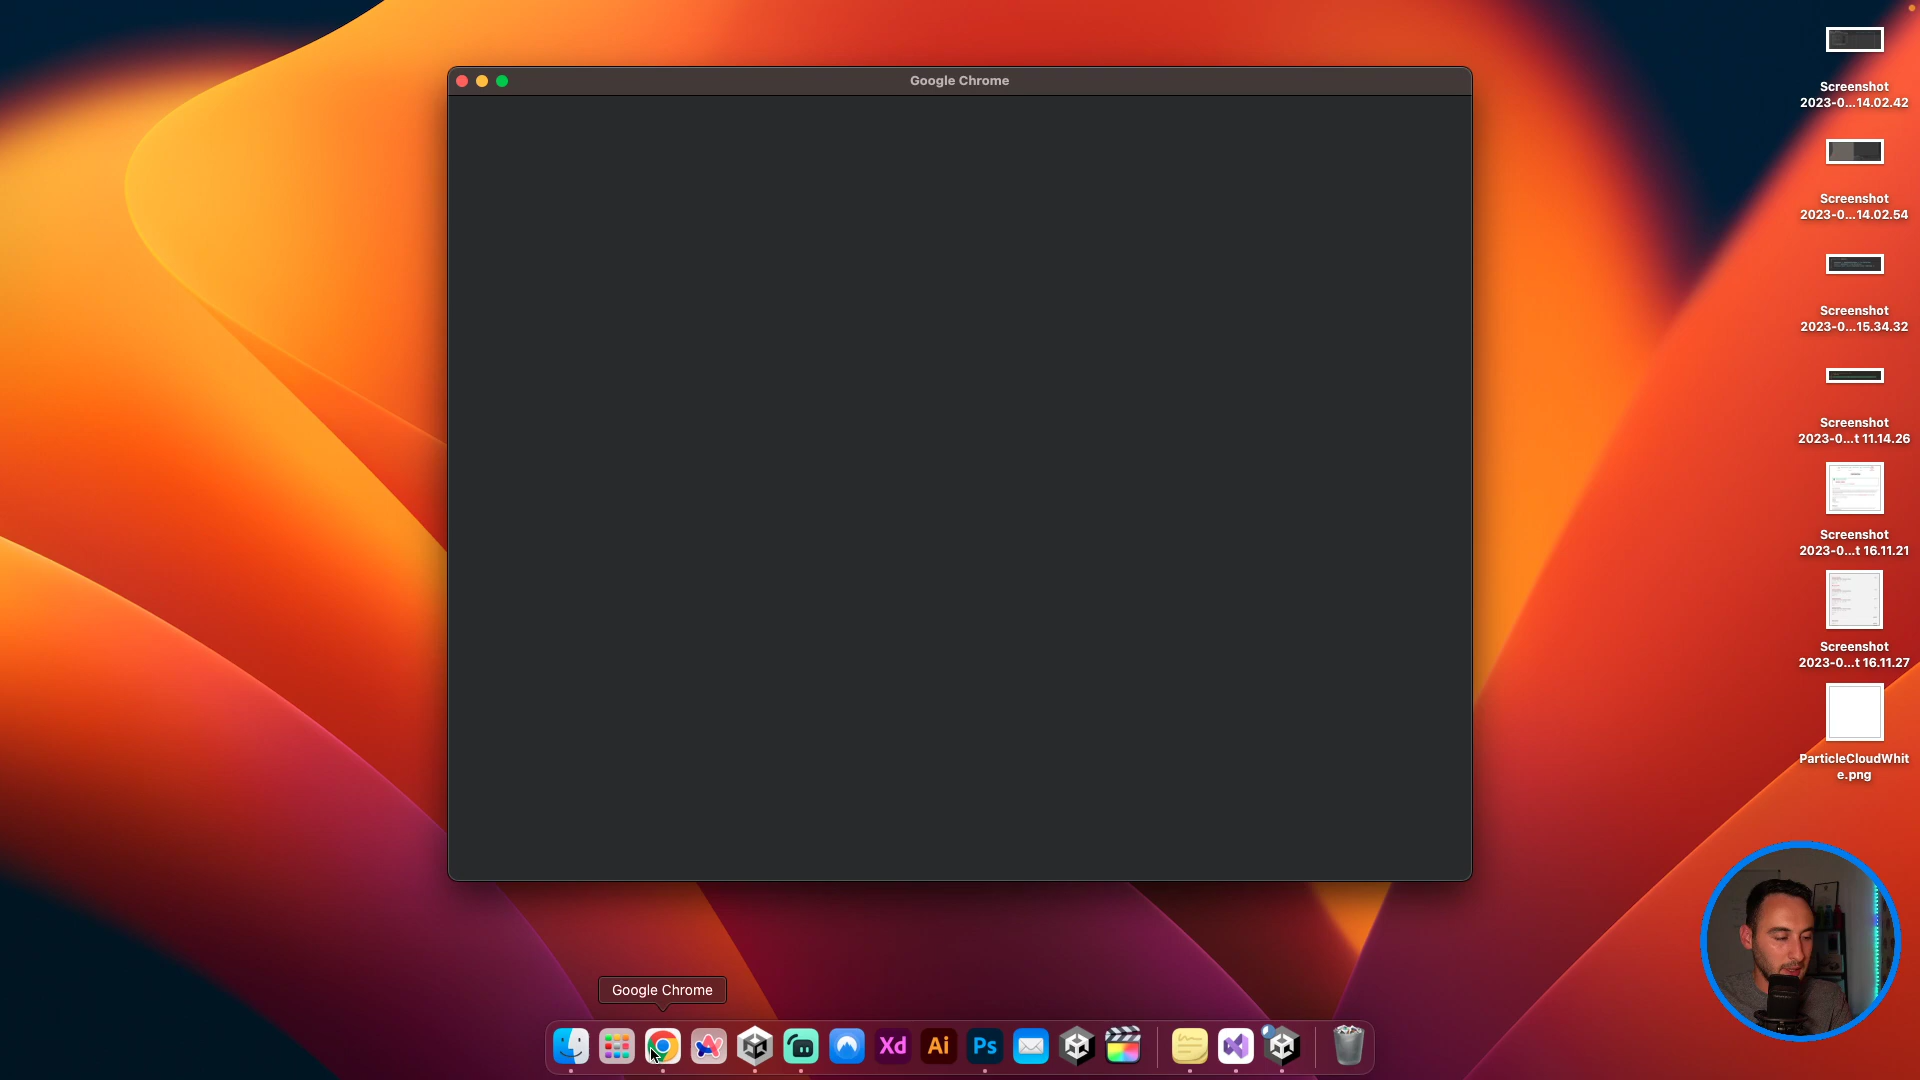 Google Chrome
Screenshot
2023-0...14.02.42
Screenshot
2023-0...14.02.54
Screenshot
2023-0...15.34.32
Screenshot
2023-0...t 11.14.26
Screenshot
2023-0...t 16.11.21
Screenshot
2023-0...t 16.11.27
ParticleCloudWhit
e.png
Google Chrome
Xd
Ai
Ps